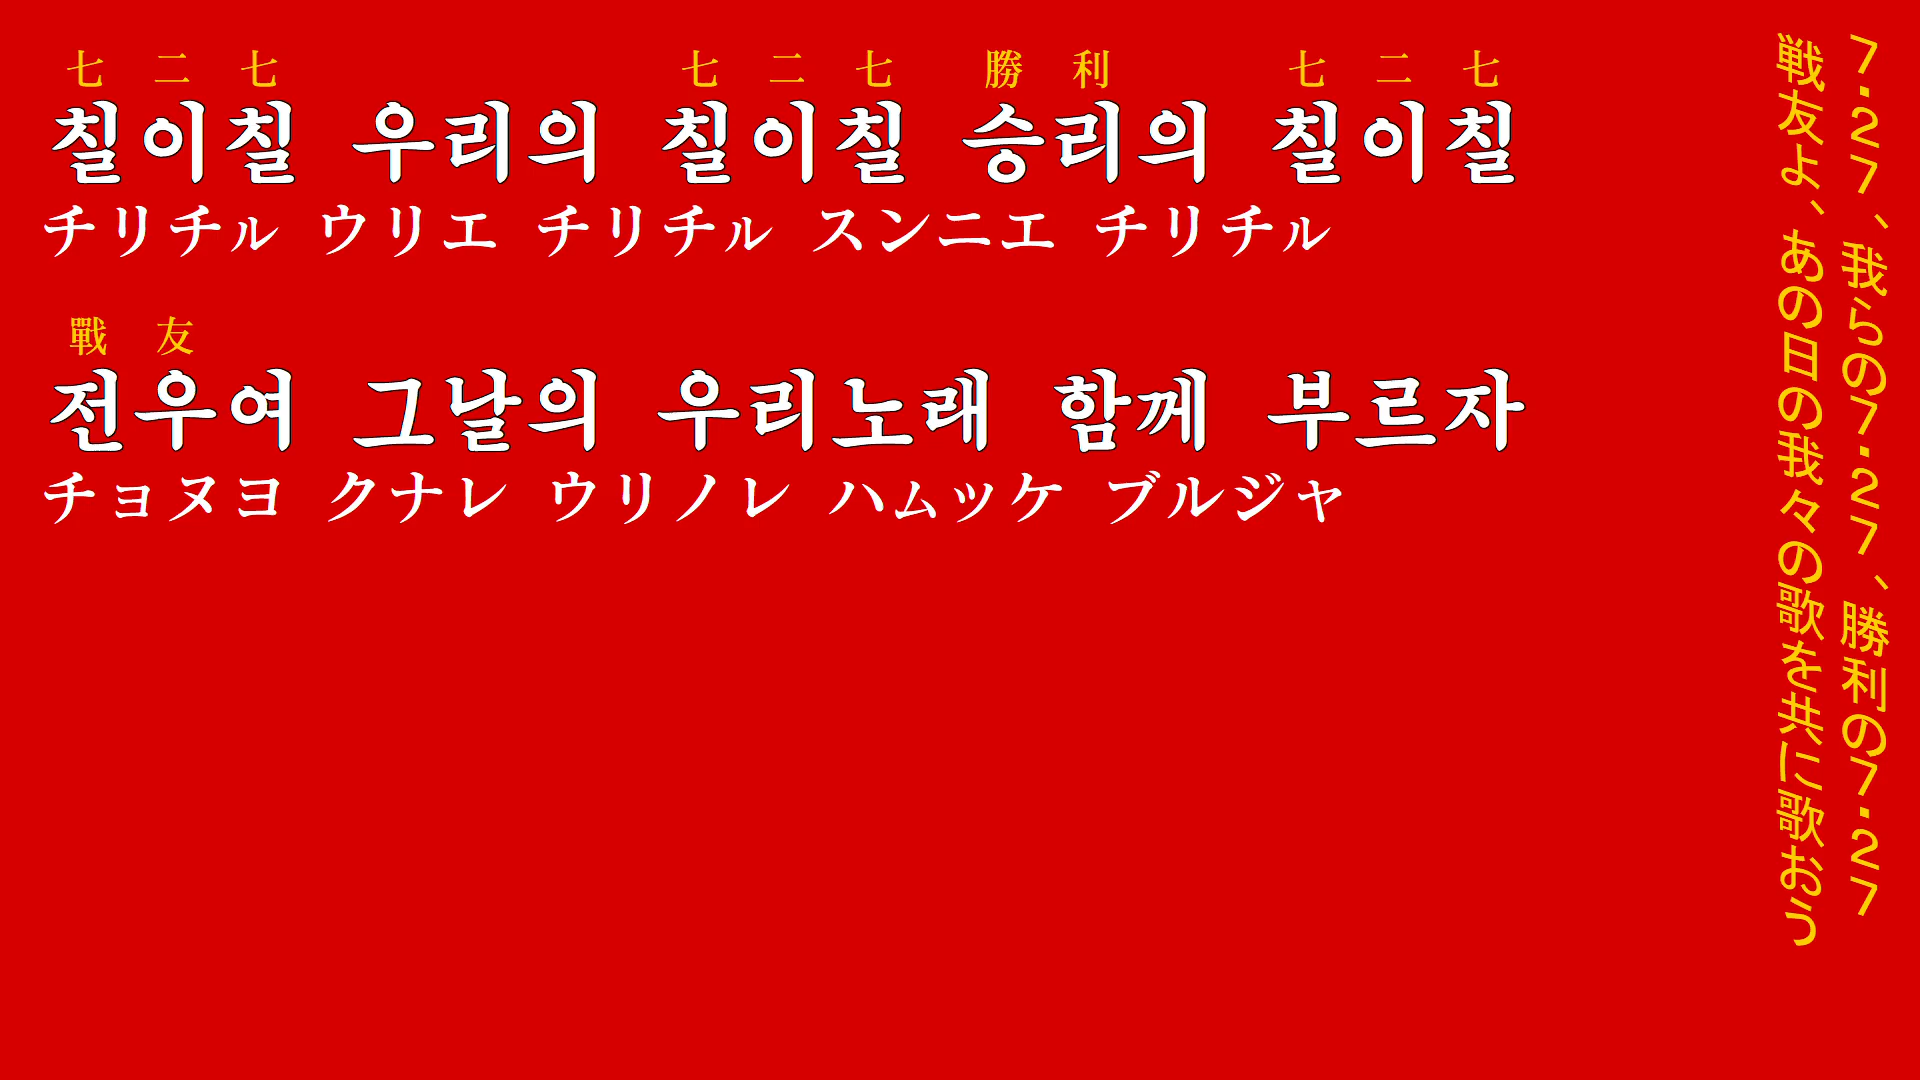 七二七 七二七 勝利 七二七
칠이칠 우리의 칠이칠 승리의 칠이칠
チリチル ウリエ チリチル スンニエ チリチル
戰友
전우여 그날의 우리노래 함께 부르자
チョヌヨ クナレ ウリノレ ハムッケ ブルジャ
7・27、我らの7・27、勝利の7・27
戦友よ、あの日の我々の歌を共に歌おう